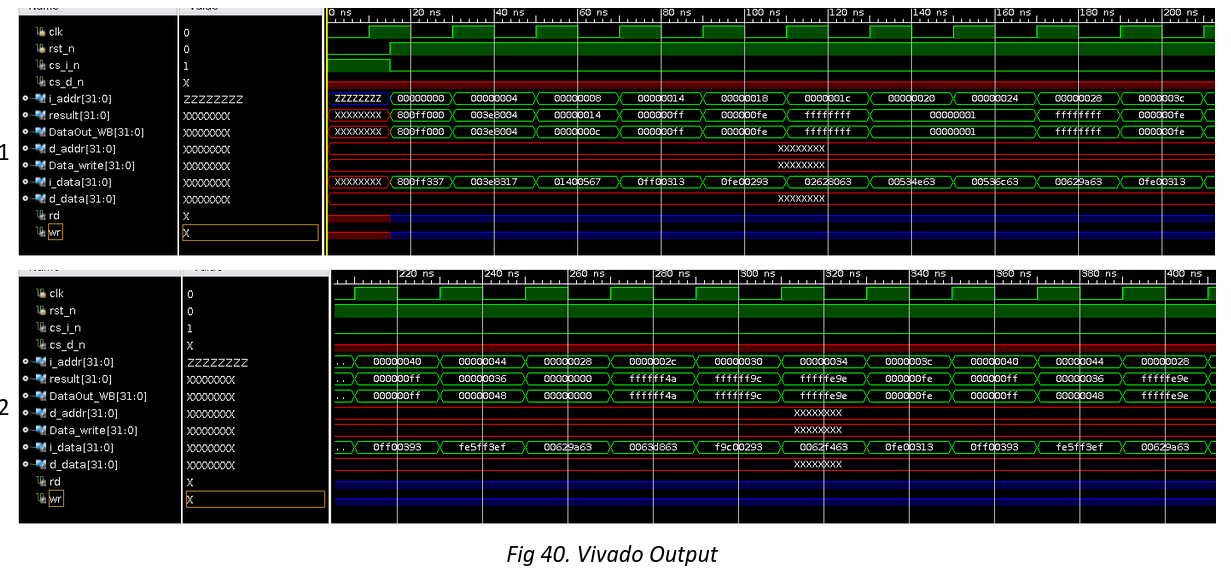 0 ns 20 ns 40 ns 60 ns 80 ns 100 ns 120 ns 140 ns 160 ns 180 ns 200 ns
clk 0
rst_n 0
cs_i_n 1
cs_d_n X
i_addr[31:0] ZZZZZZZZ ZZZZZZZZ 00000000 00000004 00000008 00000014 00000018 0000001c 00000020 00000024 00000028 0000003c
result[31:0] XXXXXXXX XXXXXXXX 800ff000 003e8004 00000014 000000ff 000000fe ffffffff 00000001 ffffffff 000000fe
DataOut_WB[31:0] XXXXXXXX XXXXXXXX 800ff000 003e8004 0000000c 000000ff 000000fe ffffffff 00000001 ffffffff 000000fe
1
d_addr[31:0] XXXXXXXX XXXXXXXX
Data_write[31:0] XXXXXXXX XXXXXXXX
i_data[31:0] XXXXXXXX XXXXXXXX 800ff337 003e8317 01400567 0ff00313 0fe00293 02628063 00534e63 00536c63 00629a63 0fe00313
d_data[31:0] XXXXXXXX XXXXXXXX
rd X
wr X
220 ns 240 ns 260 ns 280 ns 300 ns 320 ns 340 ns 360 ns 380 ns 400 ns
clk 0
rst_n 0
cs_i_n 1
cs_d_n X
i_addr[31:0] ZZZZZZZZ .. 00000040 00000044 00000028 0000002c 00000030 00000034 0000003c 00000040 00000044 00000028
result[31:0] XXXXXXXX .. 000000ff 00000036 00000000 ffffff4a ffffff9c fffffe9e 000000fe 000000ff 00000036 fffffe9e
DataOut_WB[31:0] XXXXXXXX .. 000000ff 00000048 00000000 ffffff4a ffffff9c fffffe9e 000000fe 000000ff 00000048 fffffe9e
2
d_addr[31:0] XXXXXXXX XXXXXXXX
Data_write[31:0] XXXXXXXX XXXXXXXX
i_data[31:0] XXXXXXXX .. 0ff00393 fe5ff3ef 00629a63 0063d863 f9c00293 0062f463 0fe00313 0ff00393 fe5ff3ef 00629a63
d_data[31:0] XXXXXXXX XXXXXXXX
rd X
wr X
Fig 40. Vivado Output